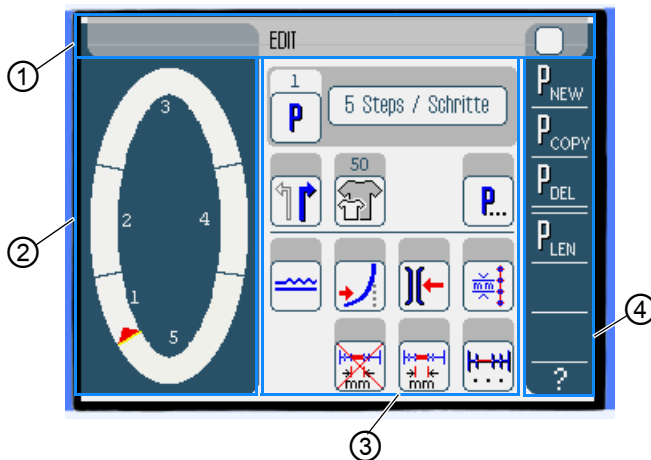 EDIT
①
1
P
5 Steps / Schritte
P NEW
P COPY
50
P DEL
P...
P LEN
3
2
4
1
5
②
mm
mm
mm
...
④
?
③